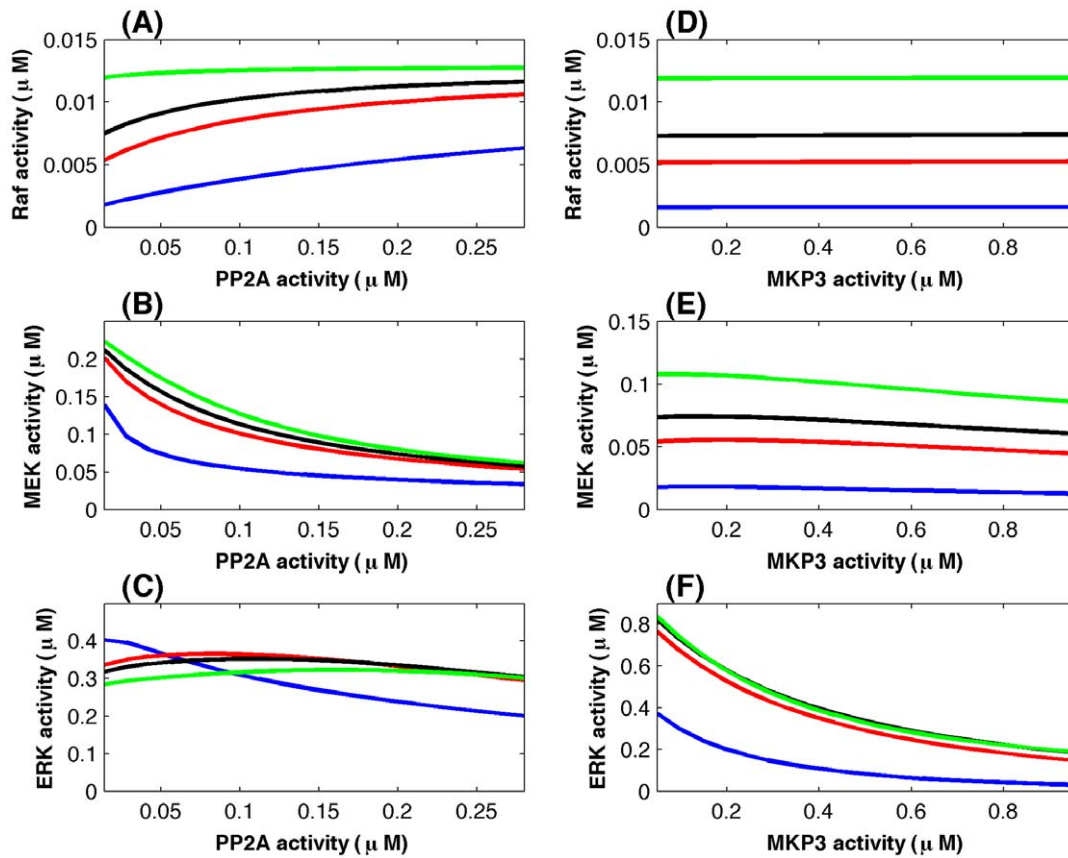 (A)
0.015
0.01
0.005
0
Raf activity ( μ M)
0.05 0.1 0.15 0.2 0.25
PP2A activity ( μ M)
(B)
0.2
0.15
0.1
0.05
0
MEK activity ( μ M)
0.05 0.1 0.15 0.2 0.25
PP2A activity ( μ M)
(C)
0.4
0.3
0.2
0.1
0
ERK activity ( μ M)
0.05 0.1 0.15 0.2 0.25
PP2A activity ( μ M)
(D)
0.015
0.01
0.005
0
Raf activity ( μ M)
0.2 0.4 0.6 0.8
MKP3 activity ( μ M)
(E)
0.15
0.1
0.05
0
MEK activity ( μ M)
0.2 0.4 0.6 0.8
MKP3 activity ( μ M)
(F)
0.8
0.6
0.4
0.2
0
ERK activity ( μ M)
0.2 0.4 0.6 0.8
MKP3 activity ( μ M)